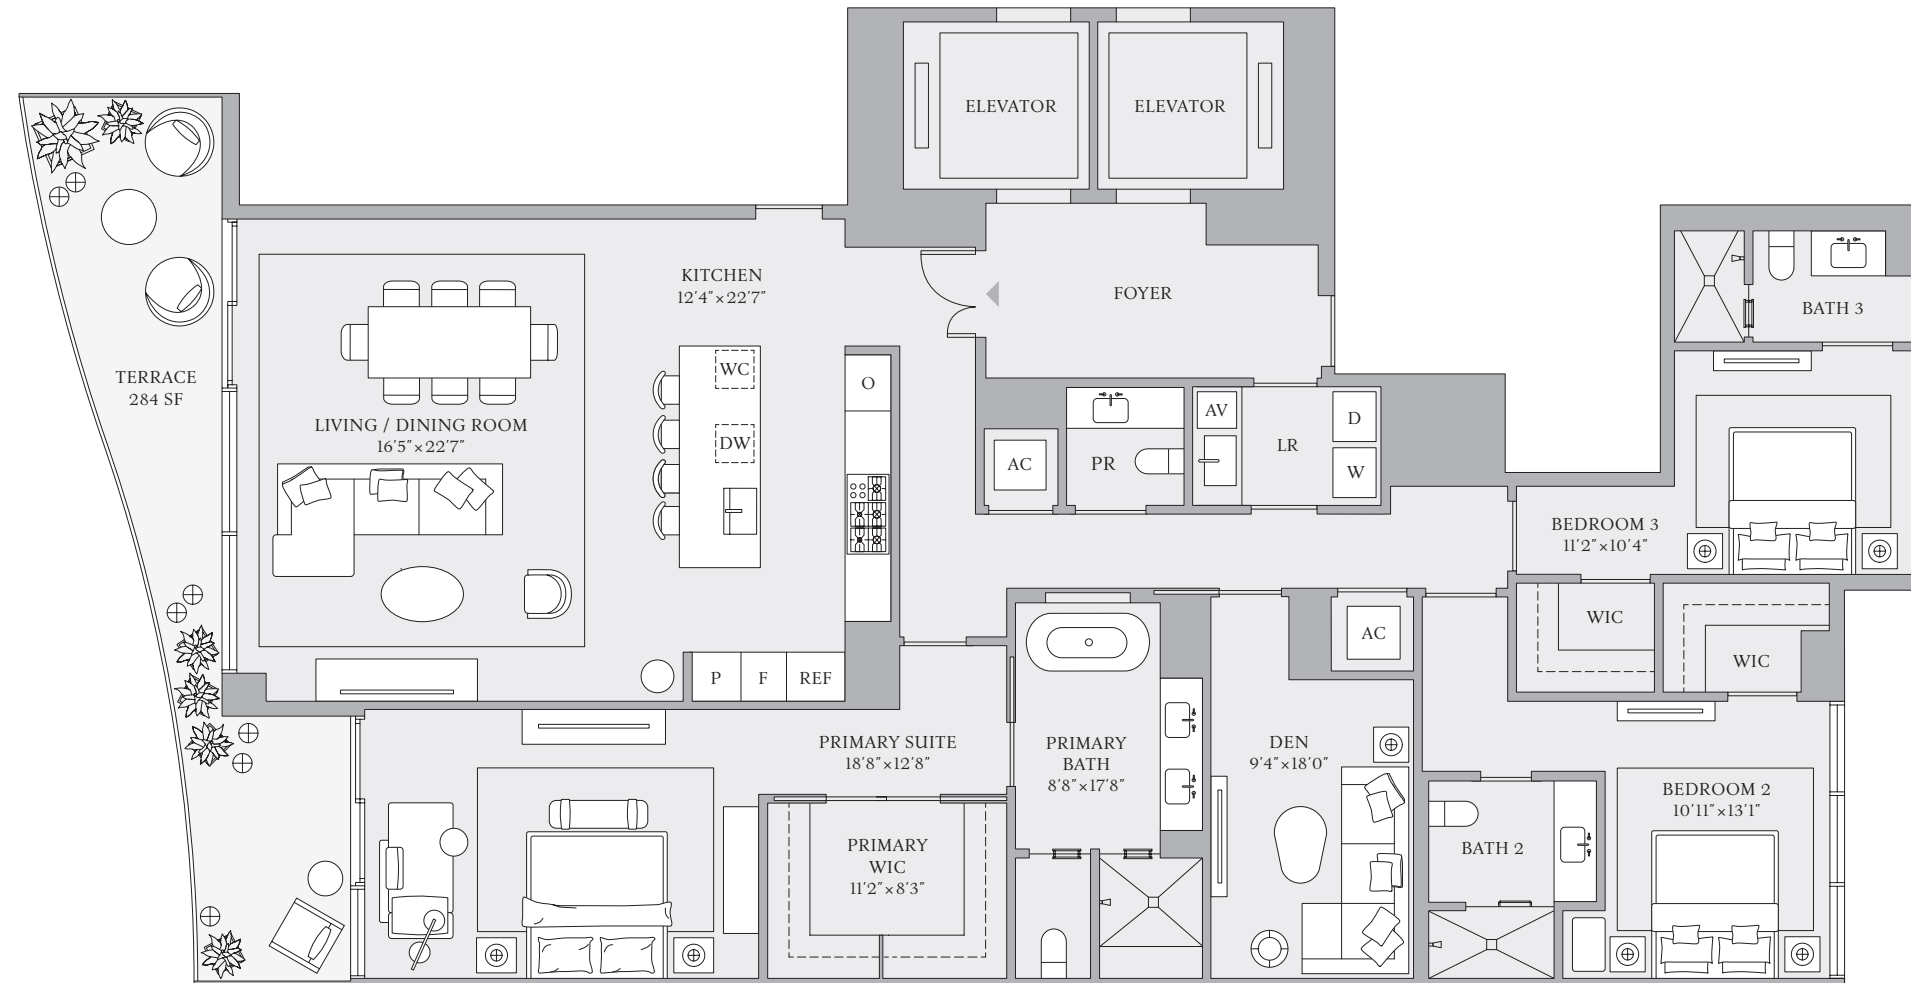 ELEVATOR
ELEVATOR
KITCHEN
12'4"×22'7"
FOYER
BATH 3
TERRACE
284 SF
WC
O
LIVING / DINING ROOM
16'5"×22'7"
DW
AC
PR
AV
LR
D
W
BEDROOM 3
11'2"×10'4"
WIC
WIC
AC
P
F
REF
PRIMARY SUITE
18'8"×12'8"
PRIMARY
BATH
8'8"×17'8"
DEN
9'4"×18'0"
BEDROOM 2
10'11"×13'1"
PRIMARY
WIC
11'2"×8'3"
BATH 2